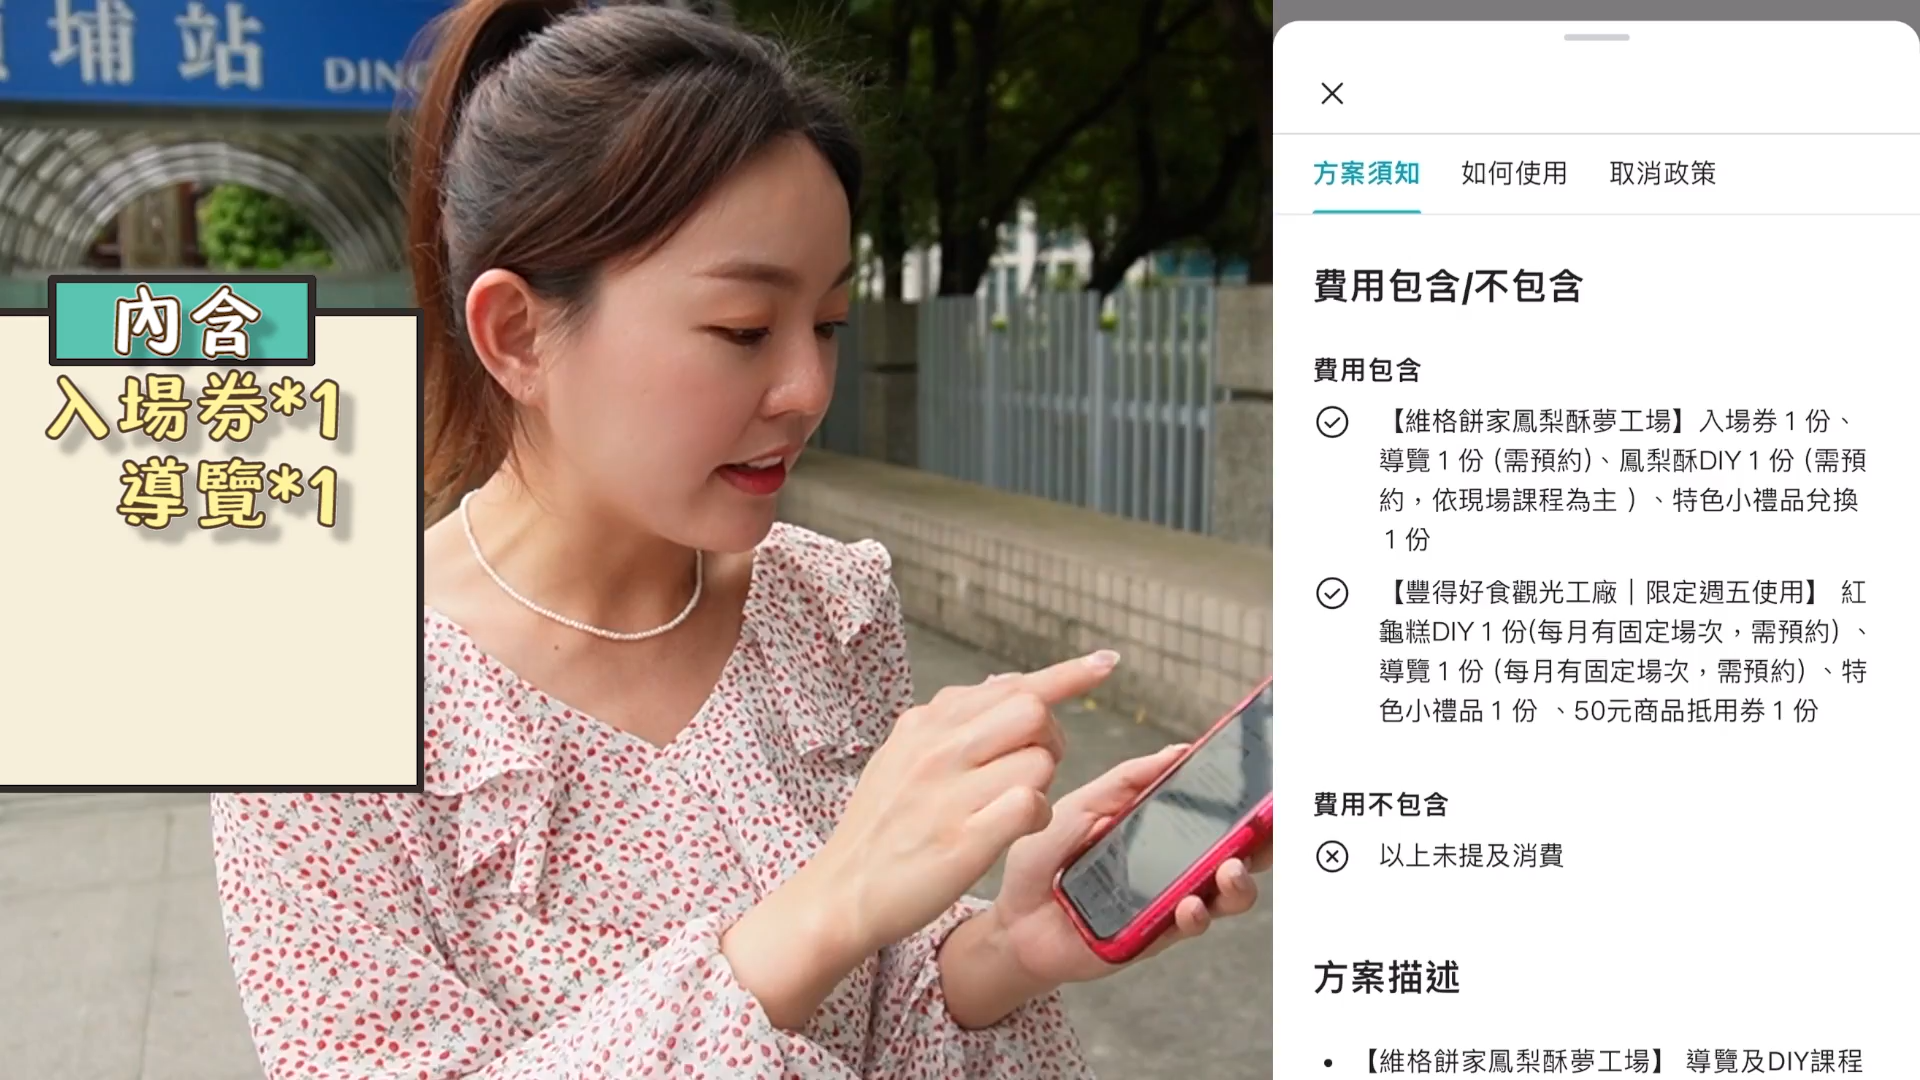 埔站
DING
內含
入場券*1
導覽*1
方案須知 如何使用 取消政策
費用包含/不包含
費用包含
【維格餅家鳳梨酥夢工場】入場券 1 份、
導覽 1 份 (需預約)、鳳梨酥DIY 1 份 (需預
約,依現場課程為主 ) 、特色小禮品兌換
1 份
【豐得好食觀光工廠|限定週五使用】 紅
龜糕DIY 1 份(每月有固定場次,需預約) 、
導覽 1 份 (每月有固定場次,需預約) 、特
色小禮品 1 份 、50元商品抵用券 1 份
費用不包含
以上未提及消費
方案描述
• 【維格餅家鳳梨酥夢工場】 導覽及DIY課程